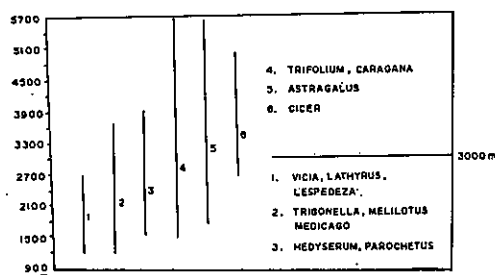 5700
5100
4500
3900
3300
2700
2100
1500
900
1
2
3
4
5
6
4. TRIFOLIUM, CARAGANA
5. ASTRAGALUS
6. CICER
3000 m
1. VICIA, LATHYRUS,
LESPEDEZA,
2. TRIGONELLA, MELILOTUS
MEDICAGO
3. HEDYSERUM, PAROCHETUS